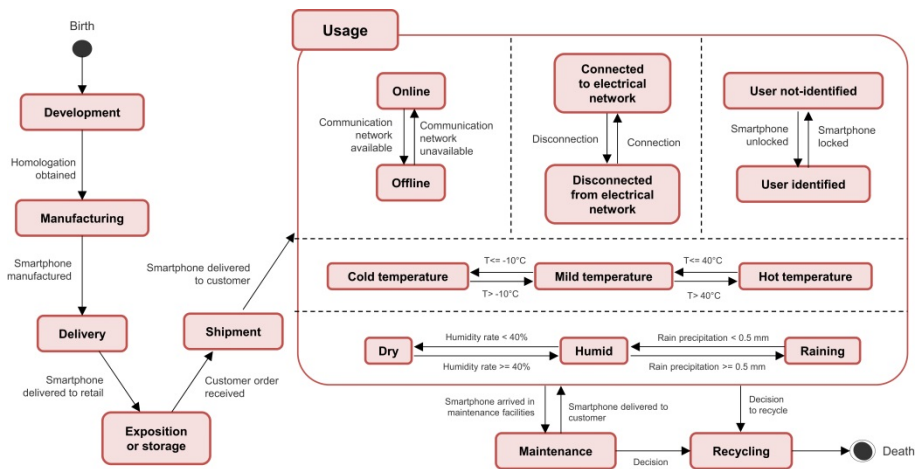 Birth
Development
Homologation
obtained
Manufacturing
Smartphone
manufactured
Delivery
Smartphone
delivered to retail
Exposition
or storage
Customer order
received
Shipment
Smartphone delivered
to customer
Usage
Online
Communication
network
available
Communication
network
unavailable
Offline
Connected
to electrical
network
Disconnection
Connection
Disconnected
from electrical
network
User not-identified
Smartphone
unlocked
Smartphone
locked
User identified
Cold temperature
T<= -10°C
T> -10°C
Mild temperature
T<= 40°C
T> 40°C
Hot temperature
Dry
Humidity rate < 40%
Humidity rate >= 40%
Humid
Rain precipitation < 0.5 mm
Rain precipitation >= 0.5 mm
Raining
Smartphone arrived in
maintenance facilities
Smartphone delivered to
customer
Decision
to recycle
Maintenance
Decision
Recycling
Death